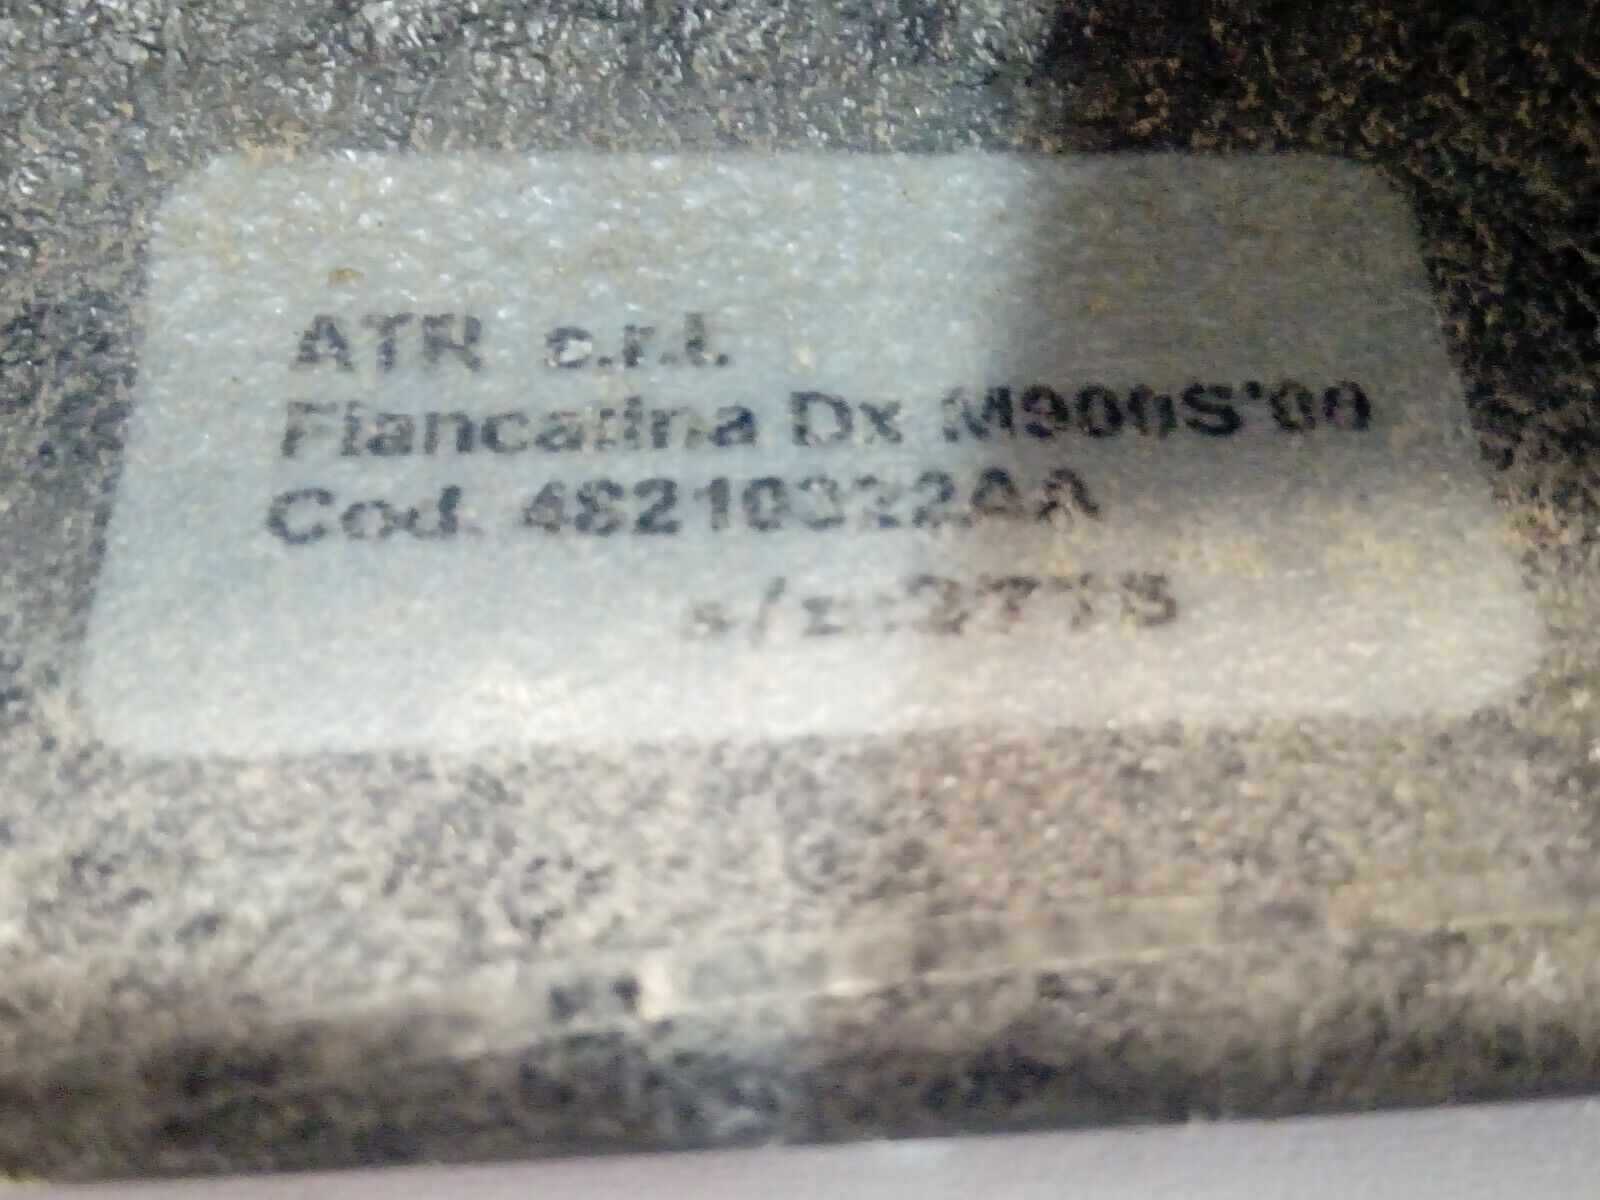 ATR s.r.l.
Fiancatina Dx M900S'00
Cod. 48210322AA